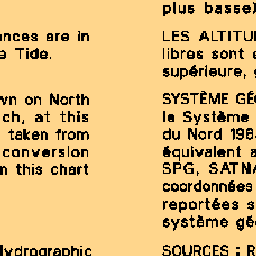 ances are in
e Tide.
wn on North
ch, at this
taken from
conversion
n this chart
Hydrographic
plus basse)
LES ALTITU
libres sont
supérieure,
SYSTÈME GÉ
le Système
du Nord 198
équivalent a
SPG, SATNA
coordonnées
reportées s
système gé
SOURCES : R